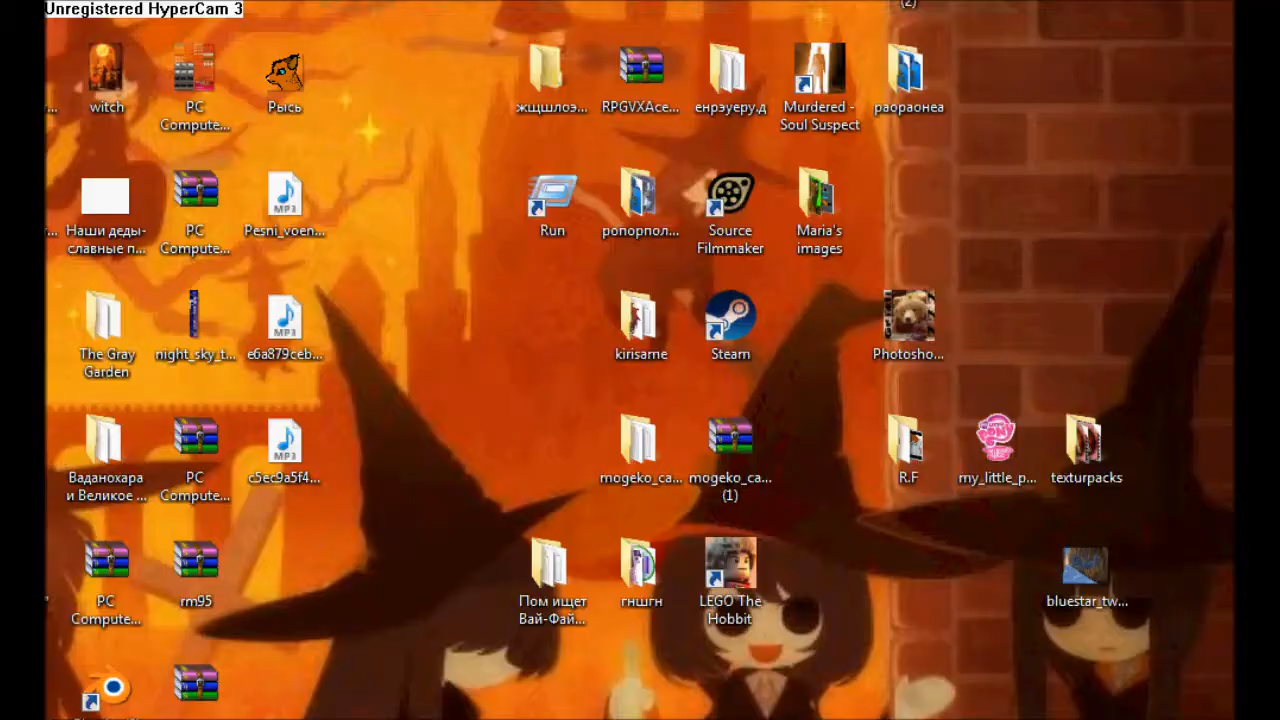 Unregistered HyperCam 3
(2)
witch
PC
Compute...
Рысь
жщшлоэ...
RPGVXAce...
енрэуеру.д
Murdered -
Soul Suspect
раораонеа
Наши деды-
славные п...
PC
Compute...
Pesni_voen...
Run
ропорпол...
Source
Filmmaker
Maria's
images
The Gray
Garden
night_sky_t...
e6a879ceb...
kirisame
Steam
Photosho...
Ваданохара
и Великое ...
PC
Compute...
c5ec9a5f4...
mogeko_ca...
mogeko_ca...
(1)
R.F
my_little_p...
texturpacks
PC
Compute...
rm95
Пом ищет
Вай-Фай...
гншгн
LEGO The
Hobbit
bluestar_tw...